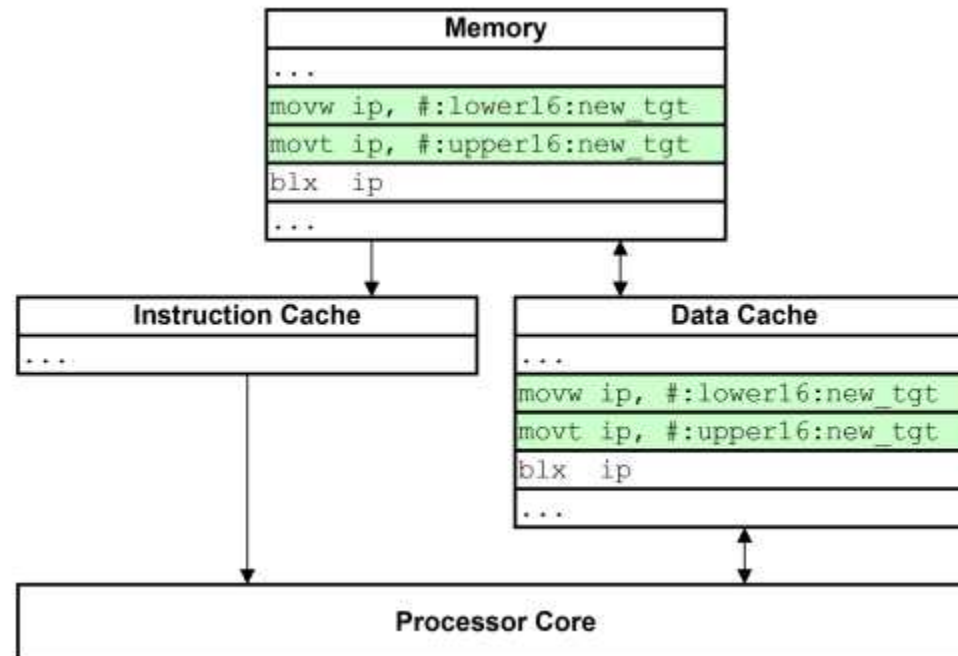 Memory
...
movw ip, #:lower16:new_tgt
movt ip, #:upper16:new_tgt
blx  ip
...
Instruction Cache
...
Data Cache
...
movw ip, #:lower16:new_tgt
movt ip, #:upper16:new_tgt
blx  ip
...
Processor Core